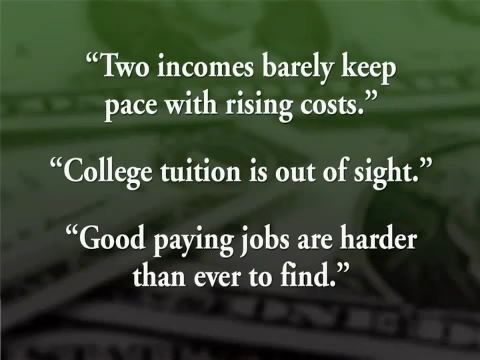 “Two incomes barely keep
pace with rising costs.”
“College tuition is out of sight.”
“Good paying jobs are harder
than ever to find.”